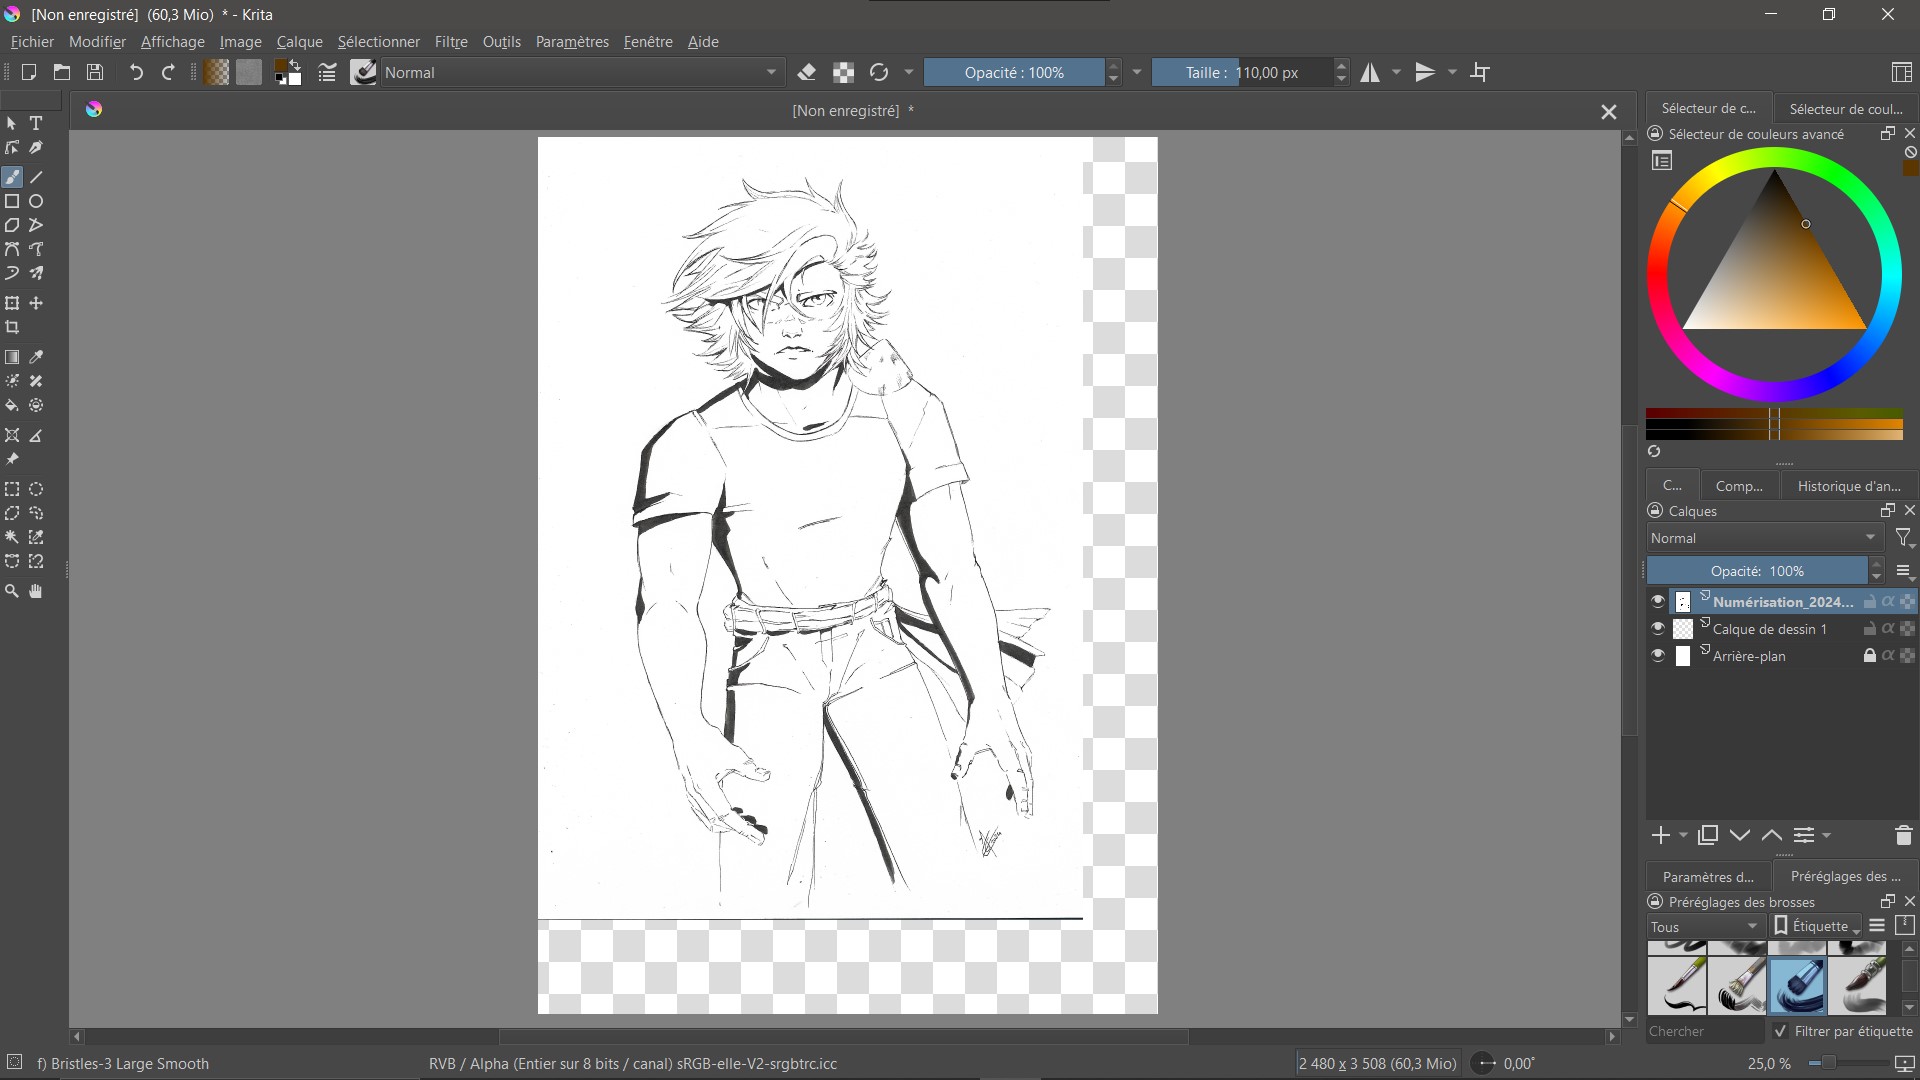 [Non enregistré]  (60,3 Mio)  * - Krita
Fichier Modifier Affichage Image Calque Sélectionner Filtre Outils Paramètres Fenêtre Aide
Normal Opacité : 100% Taille : 110,00 px
[Non enregistré]  *
Sélecteur de c... Sélecteur de coul...
Sélecteur de couleurs avancé
C... Comp... Historique d'an...
Calques
Normal
Opacité:  100%
Numérisation_2024...
Calque de dessin 1
Arrière-plan
Paramètres d... Préréglages des ...
Préréglages des brosses
Tous Étiquette
Chercher Filtrer par étiquette
f) Bristles-3 Large Smooth RVB / Alpha (Entier sur 8 bits / canal) sRGB-elle-V2-srgbtrc.icc 2 480 x 3 508 (60,3 Mio) 0,00° 25,0 %